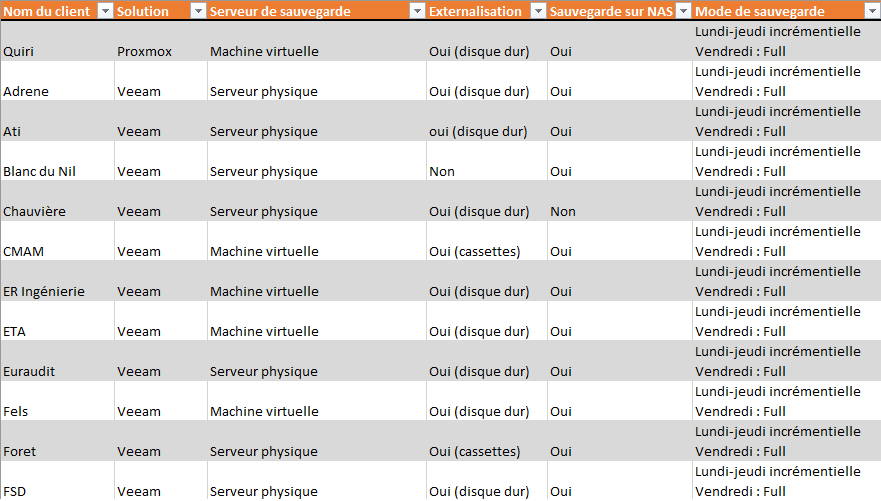 Nom du client Solution Serveur de sauvegarde Externalisation Sauvegarde sur NAS Mode de sauvegarde
Lundi-jeudi incrémentielle
Quiri Proxmox Machine virtuelle Oui (disque dur) Oui Vendredi : Full
Lundi-jeudi incrémentielle
Adrene Veeam Serveur physique Oui (disque dur) Oui Vendredi : Full
Lundi-jeudi incrémentielle
Ati Veeam Serveur physique oui (disque dur) Oui Vendredi : Full
Lundi-jeudi incrémentielle
Blanc du Nil Veeam Serveur physique Non Oui Vendredi : Full
Lundi-jeudi incrémentielle
Chauvière Veeam Serveur physique Oui (disque dur) Non Vendredi : Full
Lundi-jeudi incrémentielle
CMAM Veeam Machine virtuelle Oui (cassettes) Oui Vendredi : Full
Lundi-jeudi incrémentielle
ER Ingénierie Veeam Machine virtuelle Oui (disque dur) Oui Vendredi : Full
Lundi-jeudi incrémentielle
ETA Veeam Machine virtuelle Oui (disque dur) Oui Vendredi : Full
Lundi-jeudi incrémentielle
Euraudit Veeam Serveur physique Oui (disque dur) Oui Vendredi : Full
Lundi-jeudi incrémentielle
Fels Veeam Machine virtuelle Oui (disque dur) Oui Vendredi : Full
Lundi-jeudi incrémentielle
Foret Veeam Serveur physique Oui (cassettes) Oui Vendredi : Full
Lundi-jeudi incrémentielle
FSD Veeam Serveur physique Oui (disque dur) Oui Vendredi : Full